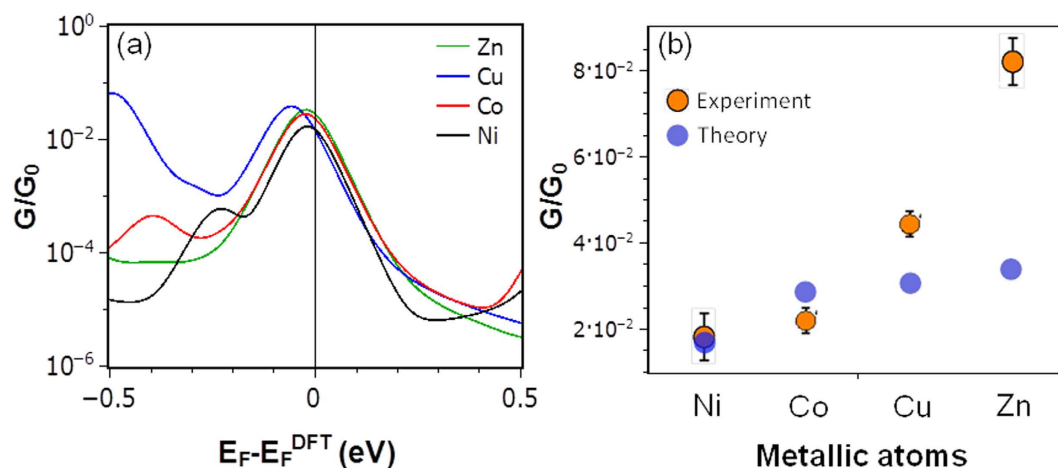 (a)
Zn
Cu
Co
Ni
10⁰
10⁻²
10⁻⁴
10⁻⁶
G/G₀
−0.5
0
0.5
E_F-E_F^DFT (eV)
(b)
Experiment
Theory
8·10⁻²
6·10⁻²
4·10⁻²
2·10⁻²
G/G₀
Ni Co Cu Zn
Metallic atoms